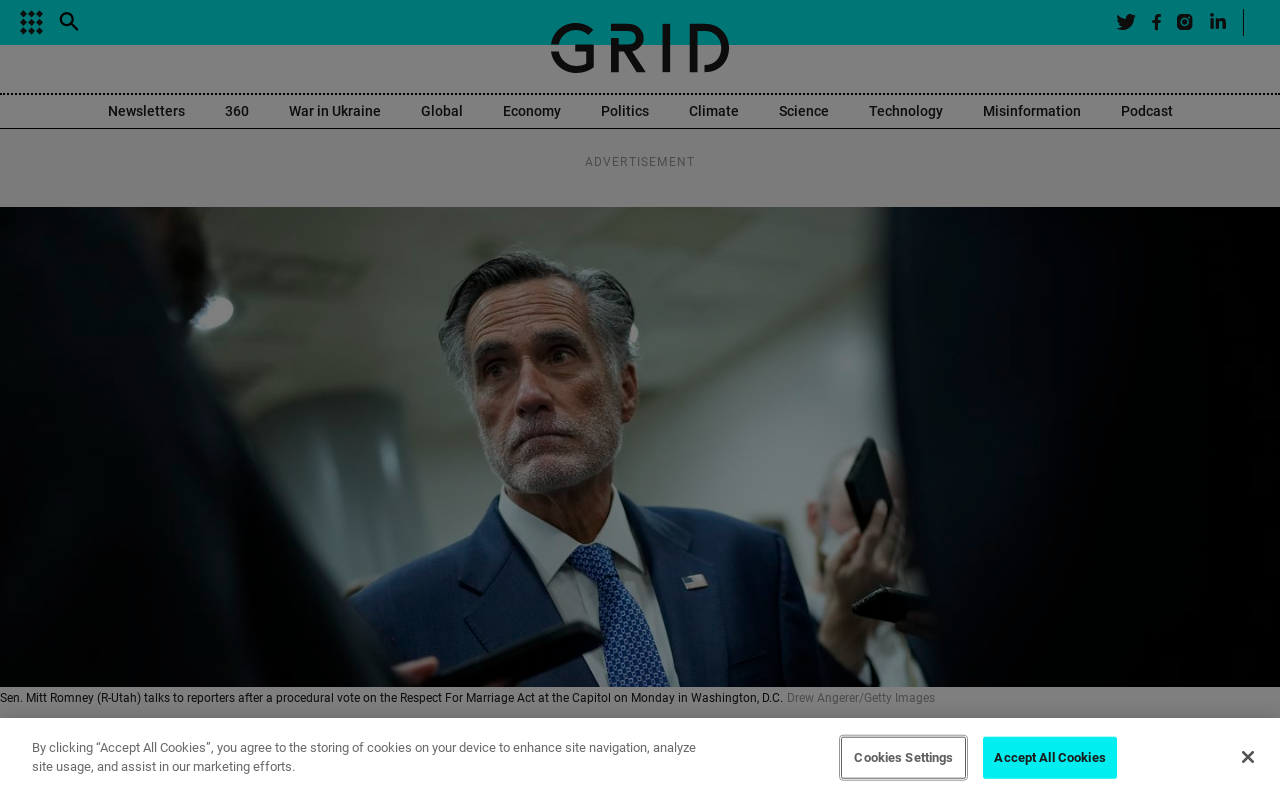 GRID
Newsletters 360 War in Ukraine Global Economy Politics Climate Science Technology Misinformation Podcast
ADVERTISEMENT
Sen. Mitt Romney (R-Utah) talks to reporters after a procedural vote on the Respect For Marriage Act at the Capitol on Monday in Washington, D.C. Drew Angerer/Getty Images
By clicking “Accept All Cookies”, you agree to the storing of cookies on your device to enhance site navigation, analyze
site usage, and assist in our marketing efforts.
Cookies Settings
Accept All Cookies